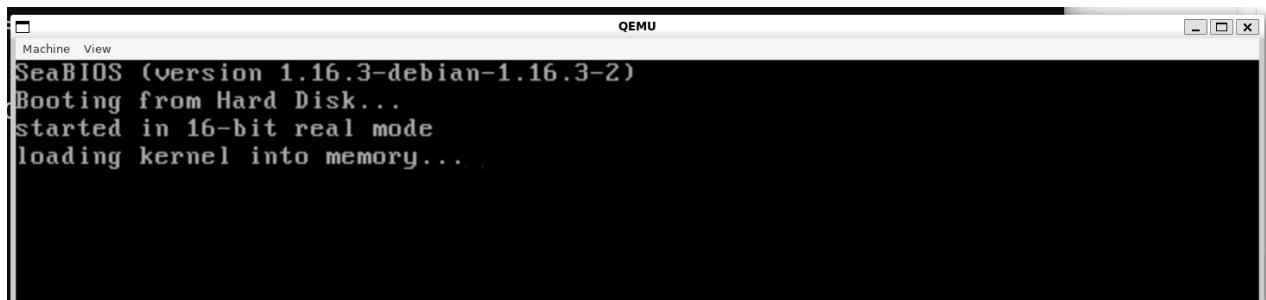 QEMU
Machine View
SeaBIOS (version 1.16.3-debian-1.16.3-2)
Booting from Hard Disk...
started in 16-bit real mode
loading kernel into memory...